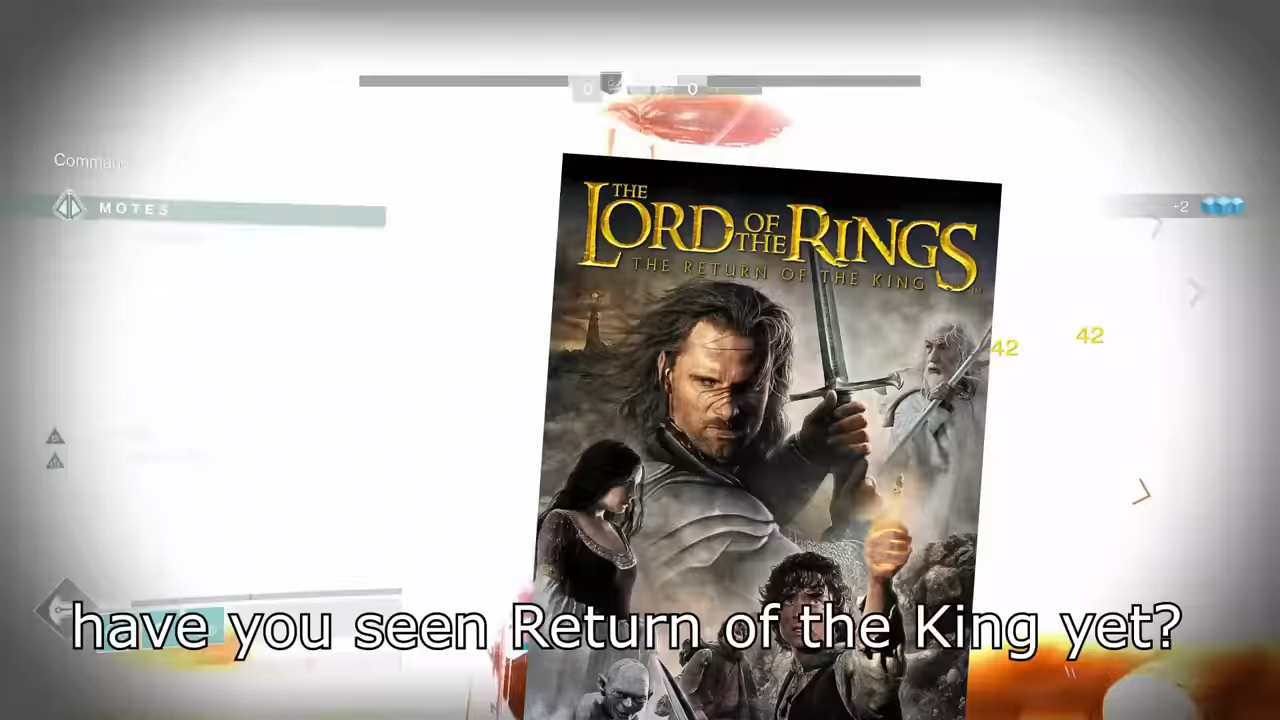 0 0
MOTES
+2
THE
LORD OF THE RINGS
THE RETURN OF THE KING
42 42
have you seen Return of the King yet?